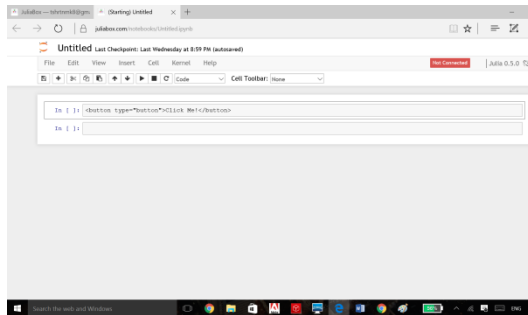 JuliaBox — tshrtnrkll@gm
(Starting) Untitled
juliabox.com/notebooks/Untitled.ipynb
Untitled Last Checkpoint: Last Wednesday at 8:59 PM (autosaved)
File Edit View Insert Cell Kernel Help
Not Connected
Julia 0.5.0
Code
Cell Toolbar: None
In [ ]: <button type="button">CLick Me!</button>
In [ ]:
Search the web and Windows
ENG